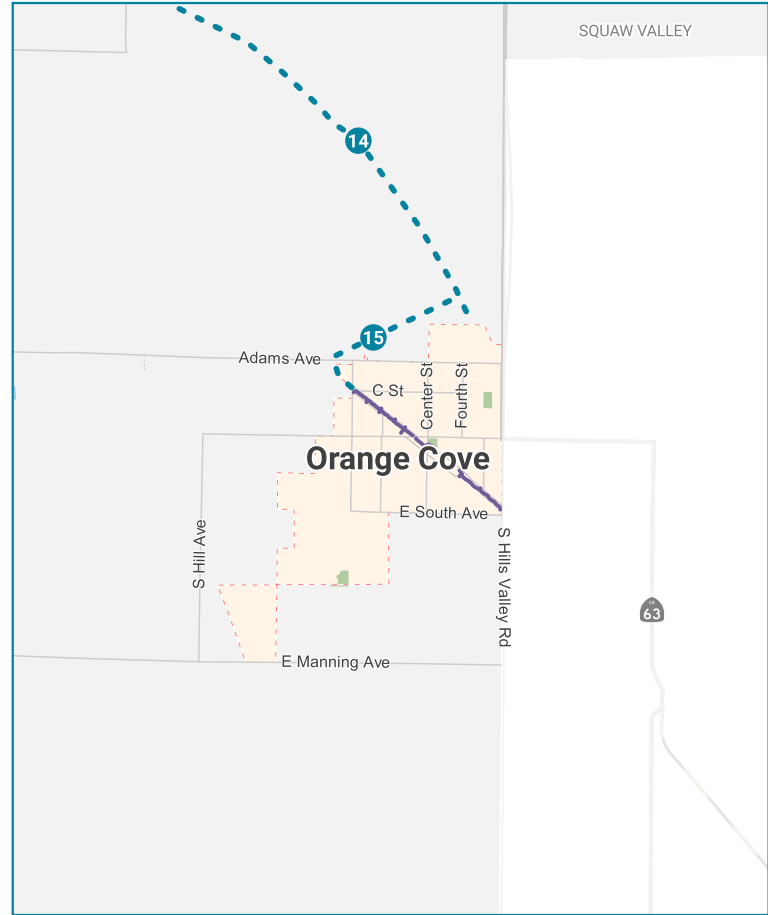 SQUAW VALLEY
14
15
Adams Ave
C St
Center St
Fourth St
Orange Cove
E South Ave
S Hill Ave
S Hills Valley Rd
CA
63
E Manning Ave